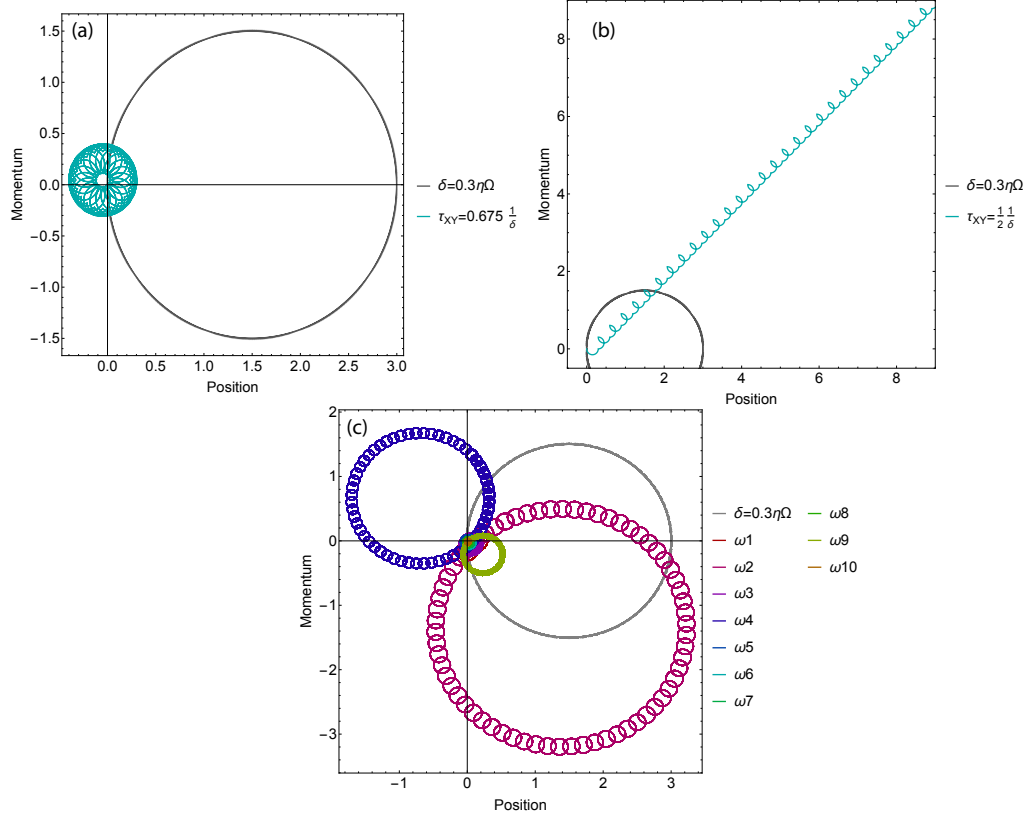 (a)
1.5
1.0
0.5
0.0
−0.5
−1.0
−1.5
Momentum
0.0 0.5 1.0 1.5 2.0 2.5 3.0
Position
δ=0.3ηΩ
τXY=0.675 1/δ
(b)
8
6
4
2
0
Momentum
0 2 4 6 8
Position
δ=0.3ηΩ
τXY=1/2 1/δ
(c)
2
1
0
−1
−2
−3
Momentum
−1 0 1 2 3
Position
δ=0.3ηΩ ω8
ω1 ω9
ω2 ω10
ω3
ω4
ω5
ω6
ω7